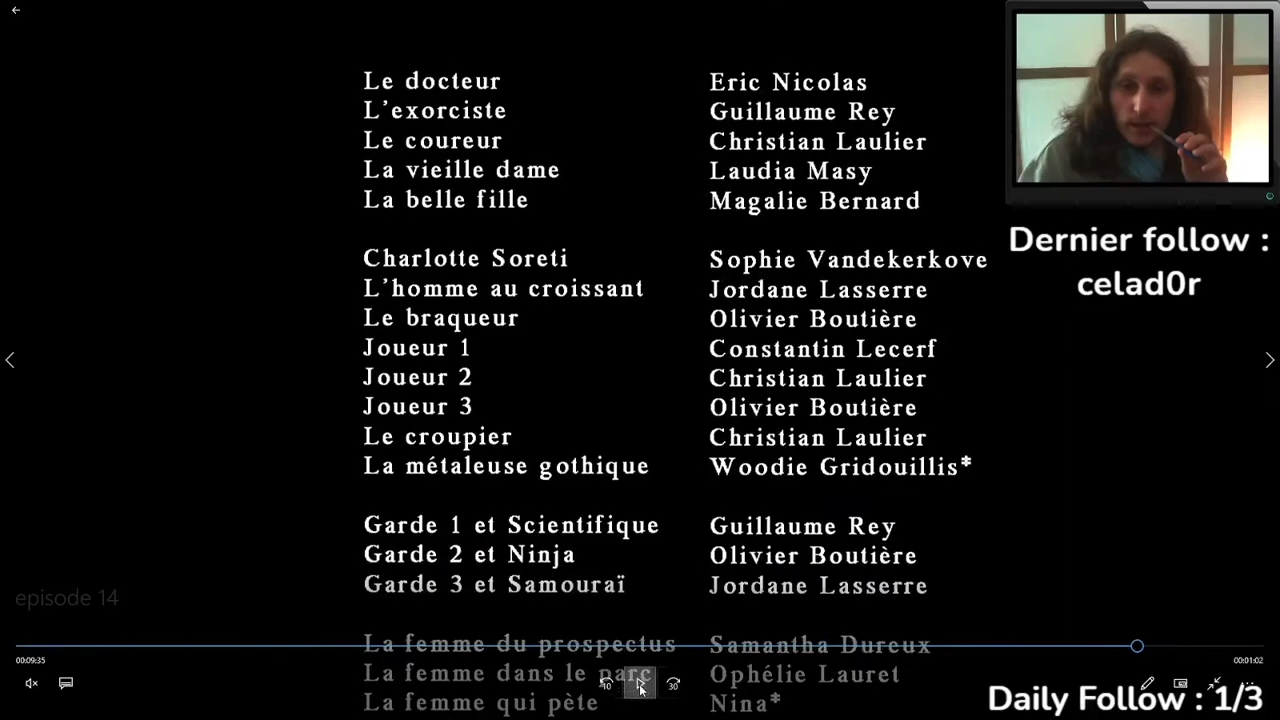 Le docteur Eric Nicolas
L'exorciste Guillaume Rey
Le coureur Christian Laulier
La vieille dame Laudia Masy
La belle fille Magalie Bernard
Charlotte Soreti Sophie Vandekerkove
L'homme au croissant Jordane Lasserre
Le braqueur Olivier Boutière
Joueur 1 Constantin Lecerf
Joueur 2 Christian Laulier
Joueur 3 Olivier Boutière
Le croupier Christian Laulier
La métaleuse gothique Woodie Gridouillis*
Garde 1 et Scientifique Guillaume Rey
Garde 2 et Ninja Olivier Boutière
Garde 3 et Samouraï Jordane Lasserre
La femme du prospectus Samantha Dureux
La femme dans le parc Ophélie Lauret
La femme qui pète Nina*
Dernier follow :
celad0r
episode 14
00:09:35
00:01:02
10
30
Daily Follow : 1/3